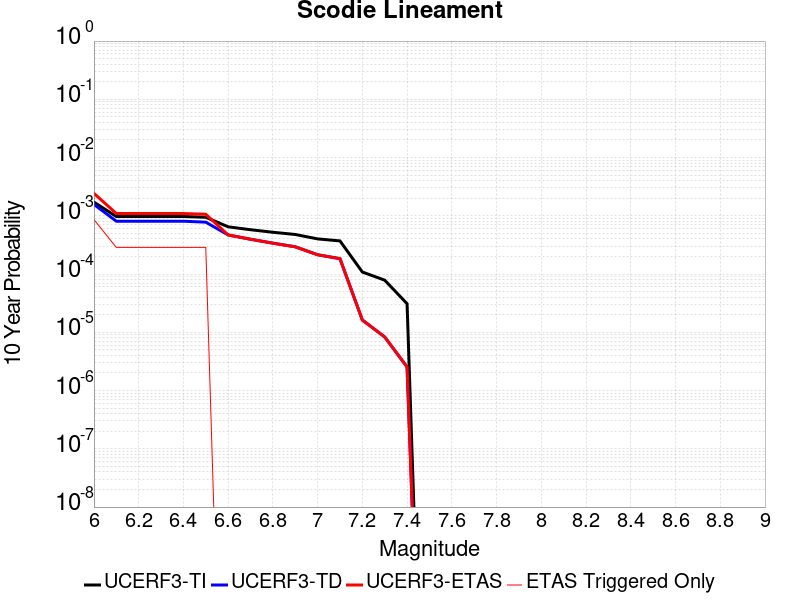 Scodie Lineament
10^0
10^-1
10^-2
10^-3
10^-4
10^-5
10^-6
10^-7
10^-8
10 Year Probability
6 6.2 6.4 6.6 6.8 7 7.2 7.4 7.6 7.8 8 8.2 8.4 8.6 8.8 9
Magnitude
UCERF3-TI UCERF3-TD UCERF3-ETAS ETAS Triggered Only